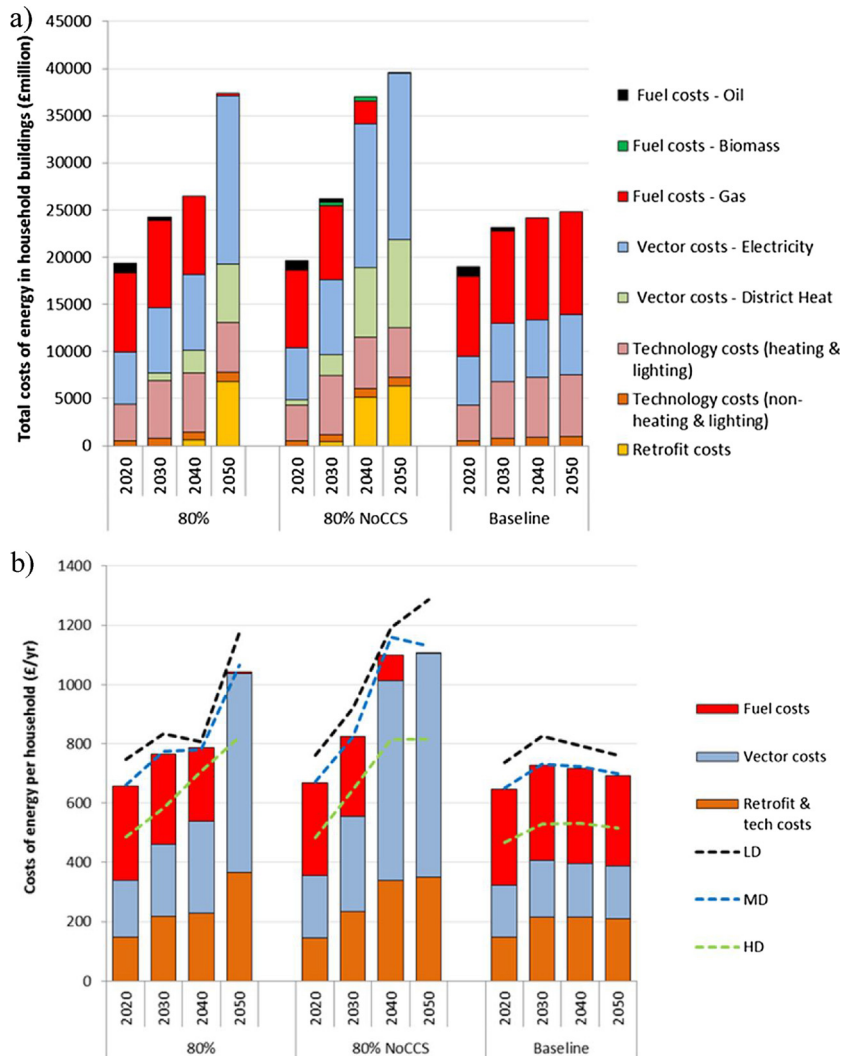 a)
Total costs of energy in household buildings (£million)
45000
40000
35000
30000
25000
20000
15000
10000
5000
0
2020
2030
2040
2050
2020
2030
2040
2050
2020
2030
2040
2050
80%
80% NoCCS
Baseline
Fuel costs - Oil
Fuel costs - Biomass
Fuel costs - Gas
Vector costs - Electricity
Vector costs - District Heat
Technology costs (heating &
lighting)
Technology costs (non-
heating & lighting)
Retrofit costs
b)
Costs of energy per household (£/yr)
1400
1200
1000
800
600
400
200
0
2020
2030
2040
2050
2020
2030
2040
2050
2020
2030
2040
2050
80%
80% NoCCS
Baseline
Fuel costs
Vector costs
Retrofit &
tech costs
LD
MD
HD